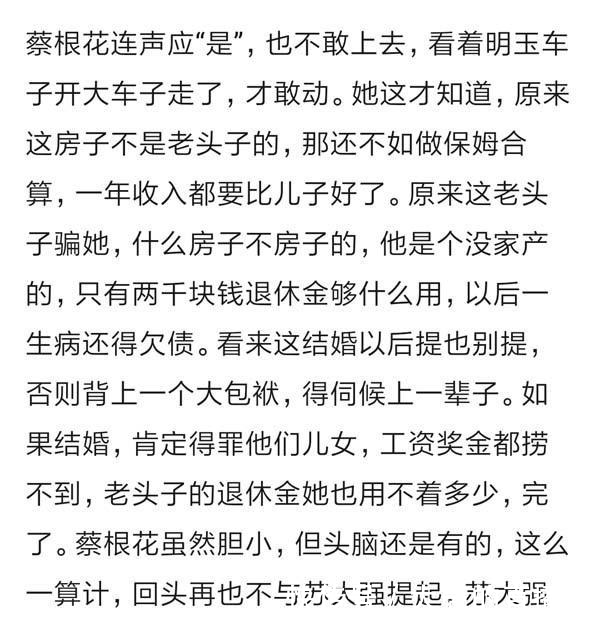 蔡根花连声应“是”，也不敢上去，看着明玉车
子开大车子走了，才敢动。她这才知道，原来
这房子不是老头子的，那还不如做保姆合
算，一年收入都要比儿子好了。原来这老头
子骗她，什么房子不房子的，他是个没家产
的，只有两千块钱退休金够什么用，以后一
生病还得欠债。看来这结婚以后提也别提，
否则背上一个大包袱，得伺候上一辈子。如
果结婚，肯定得罪他们儿女，工资奖金都捞
不到，老头子的退休金她也用不着多少，完
了。蔡根花虽然胆小，但头脑还是有的，这么
一算计，回头再也不与苏大强提起。苏大强